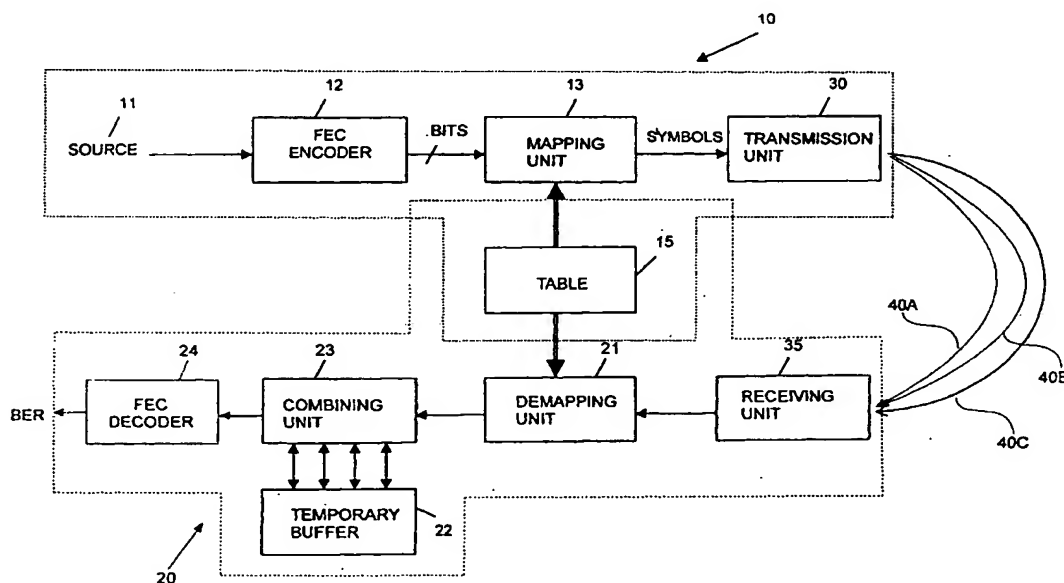 10
11
12
13
30
SOURCE
FEC
ENCODER
BITS
MAPPING
UNIT
SYMBOLS
TRANSMISSION
UNIT
15
TABLE
40A
40B
40C
24
23
21
35
BER
FEC
DECODER
COMBINING
UNIT
DEMAPPING
UNIT
RECEIVING
UNIT
TEMPORARY
BUFFER
22
20